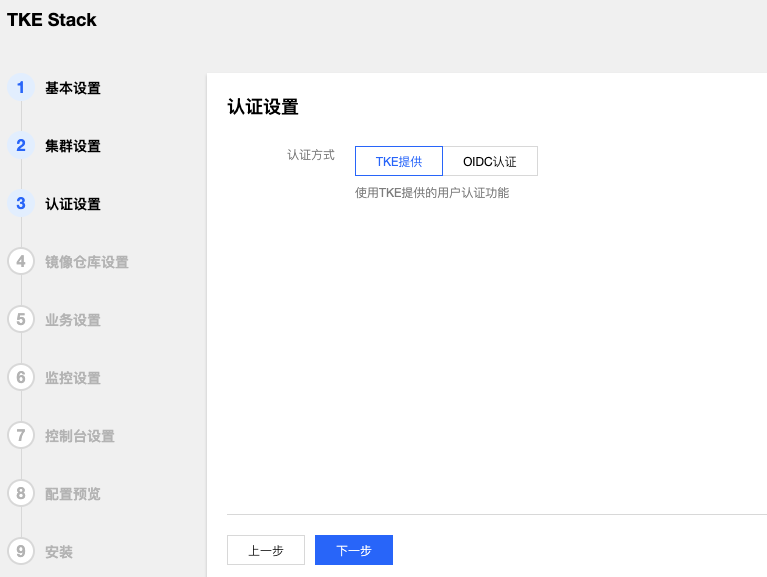 TKE Stack
1 基本设置
2 集群设置
3 认证设置
4 镜像仓库设置
5 业务设置
6 监控设置
7 控制台设置
8 配置预览
9 安装
认证设置
认证方式 TKE提供 OIDC认证
使用TKE提供的用户认证功能
上一步 下一步